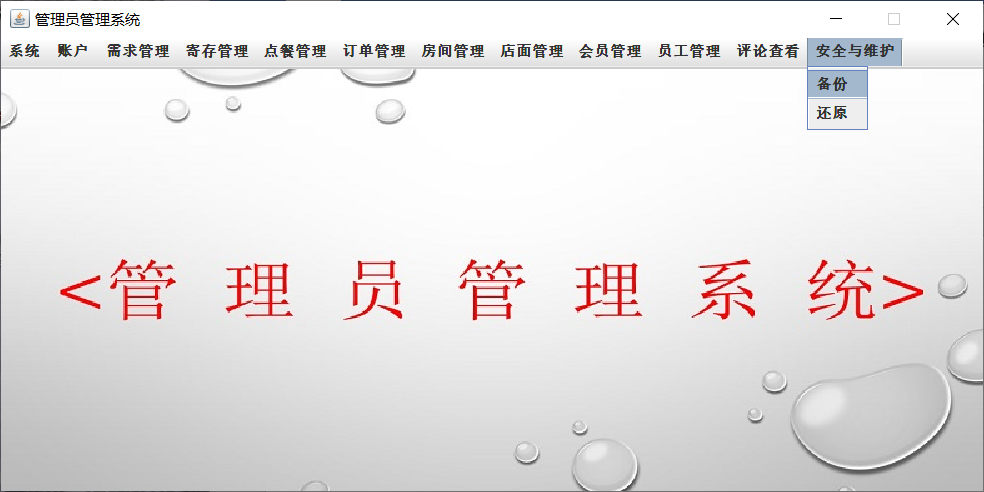 管理员管理系统
系统 账户 需求管理 寄存管理 点餐管理 订单管理 房间管理 店面管理 会员管理 员工管理 评论查看 安全与维护
备份
还原
<管 理 员 管 理 系 统>